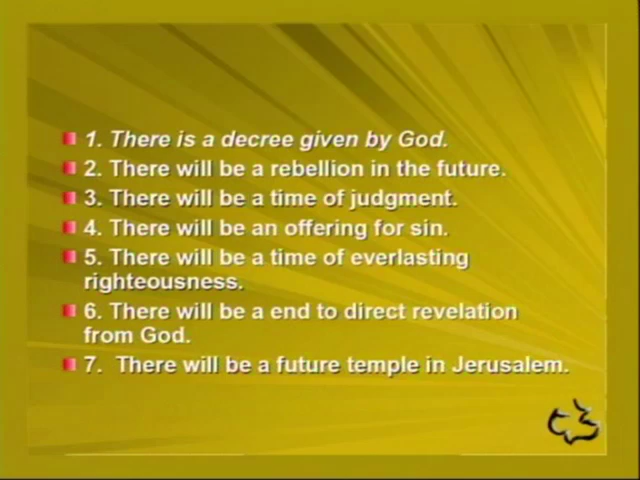 1. There is a decree given by God.
2. There will be a rebellion in the future.
3. There will be a time of judgment.
4. There will be an offering for sin.
5. There will be a time of everlasting
righteousness.
6. There will be a end to direct revelation
from God.
7.  There will be a future temple in Jerusalem.